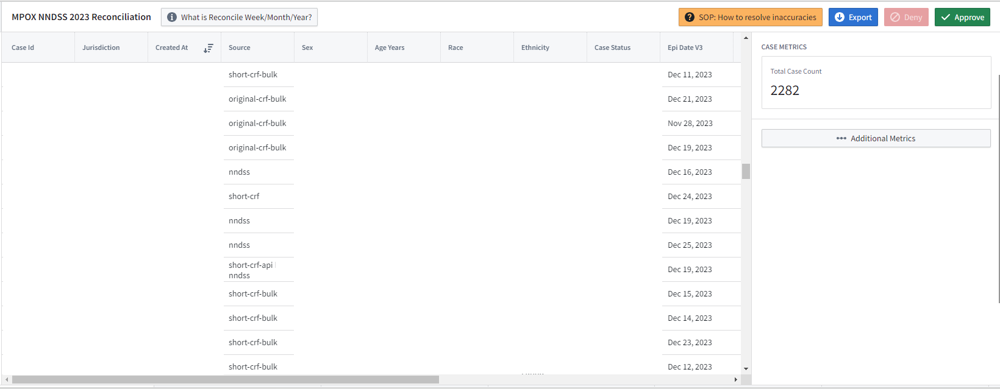 MPOX NNDSS 2023 Reconciliation
What is Reconcile Week/Month/Year?
SOP: How to resolve inaccuracies
Export
Deny
Approve
Case Id Jurisdiction Created At Source Sex Age Years Race Ethnicity Case Status Epi Date V3
short-crf-bulk Dec 11, 2023
original-crf-bulk Dec 21, 2023
original-crf-bulk Nov 28, 2023
original-crf-bulk Dec 19, 2023
nndss Dec 16, 2023
short-crf Dec 24, 2023
nndss Dec 19, 2023
nndss Dec 25, 2023
short-crf-api |
nndss Dec 19, 2023
short-crf-bulk Dec 15, 2023
short-crf-bulk Dec 14, 2023
short-crf-bulk Dec 23, 2023
short-crf-bulk Dec 12, 2023
CASE METRICS
Total Case Count
2282
Additional Metrics